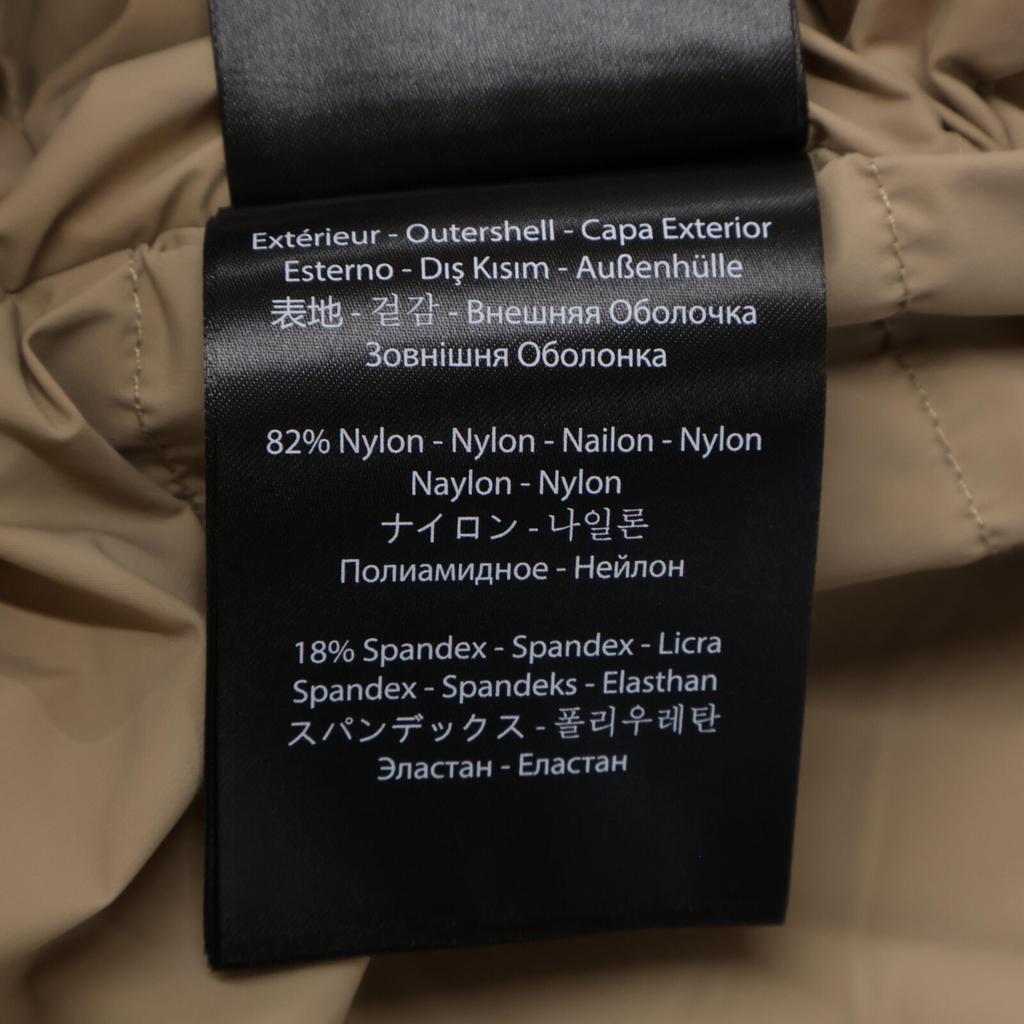 Extérieur - Outershell - Capa Exterior
Esterno - Dış Kısım - Außenhülle
表地 - 겉감 - Внешняя Оболочка
Зовнішня Оболонка
82% Nylon - Nylon - Nailon - Nylon
Naylon - Nylon
ナイロン - 나일론
Полиамидное - Нейлон
18% Spandex - Spandex - Licra
Spandex - Spandeks - Elasthan
スパンデックス - 폴리우레탄
Эластан - Еластан